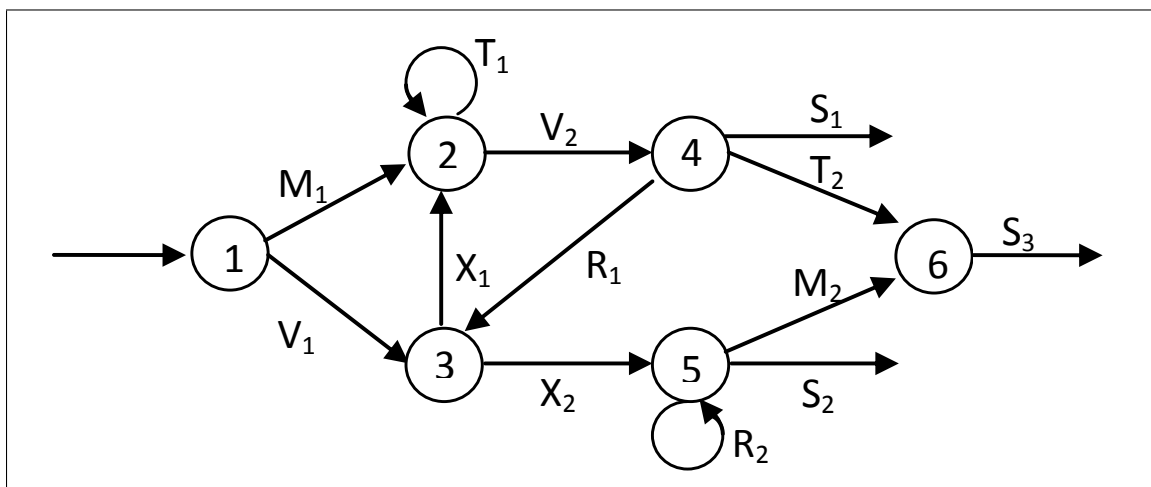 T₁
S₁
V₂
2
4
T₂
M₁
S₃
1
6
X₁
R₁
M₂
V₁
3
5
X₂
S₂
R₂